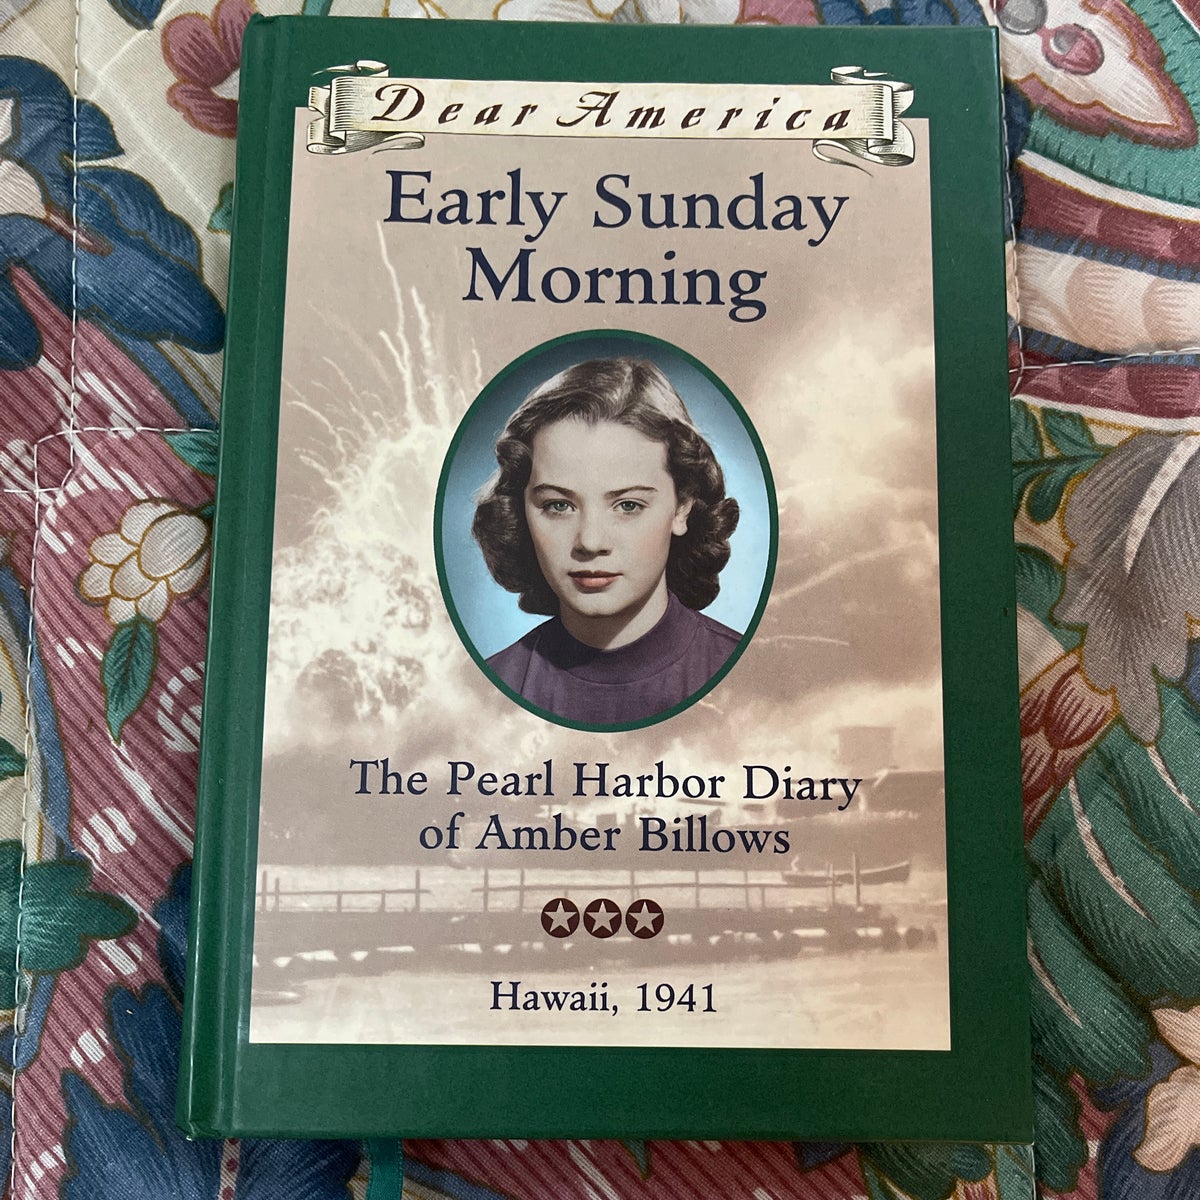 Dear America
Early Sunday
Morning
The Pearl Harbor Diary
of Amber Billows
Hawaii, 1941